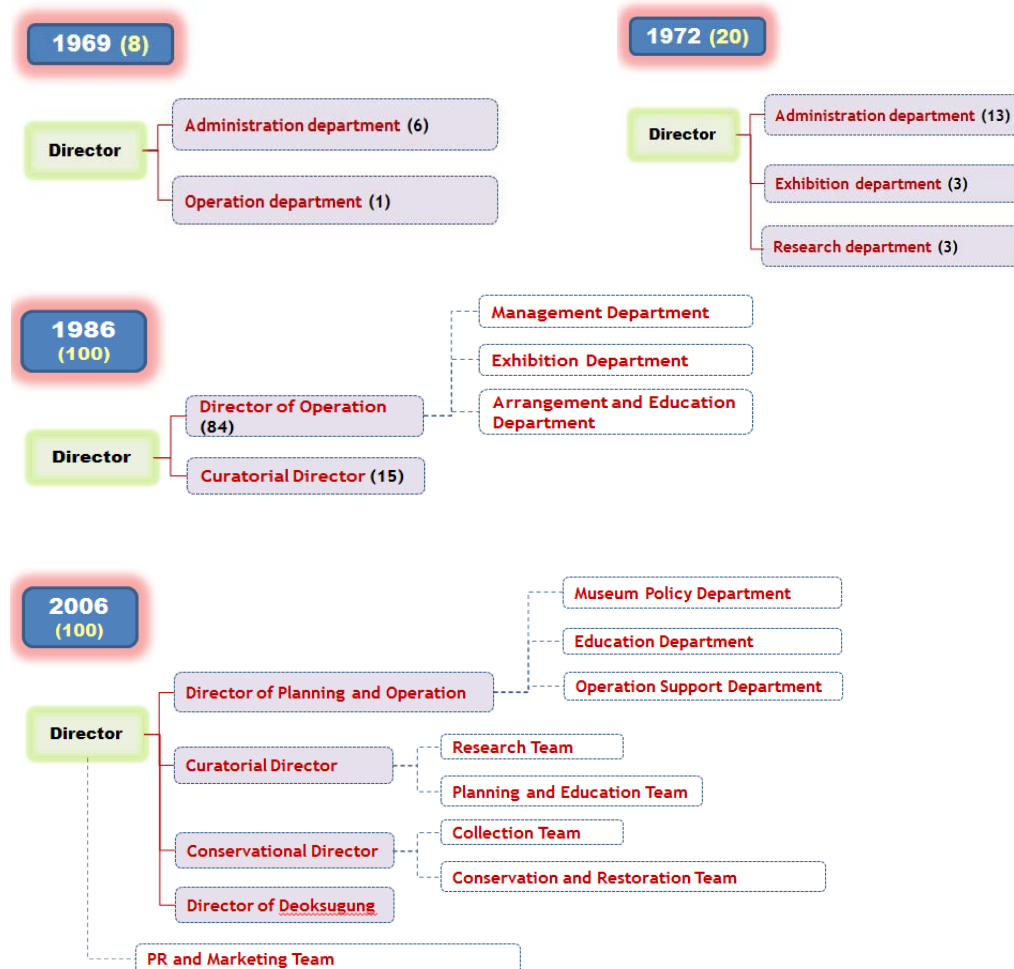 1969 (8)
Director
Administration department (6)
Operation department (1)
1972 (20)
Director
Administration department (13)
Exhibition department (3)
Research department (3)
1986
(100)
Director
Director of Operation
(84)
Curatorial Director (15)
Management Department
Exhibition Department
Arrangement and Education
Department
2006
(100)
Director
Director of Planning and Operation
Museum Policy Department
Education Department
Operation Support Department
Curatorial Director
Research Team
Planning and Education Team
Conservational Director
Collection Team
Conservation and Restoration Team
Director of Deoksugung
PR and Marketing Team